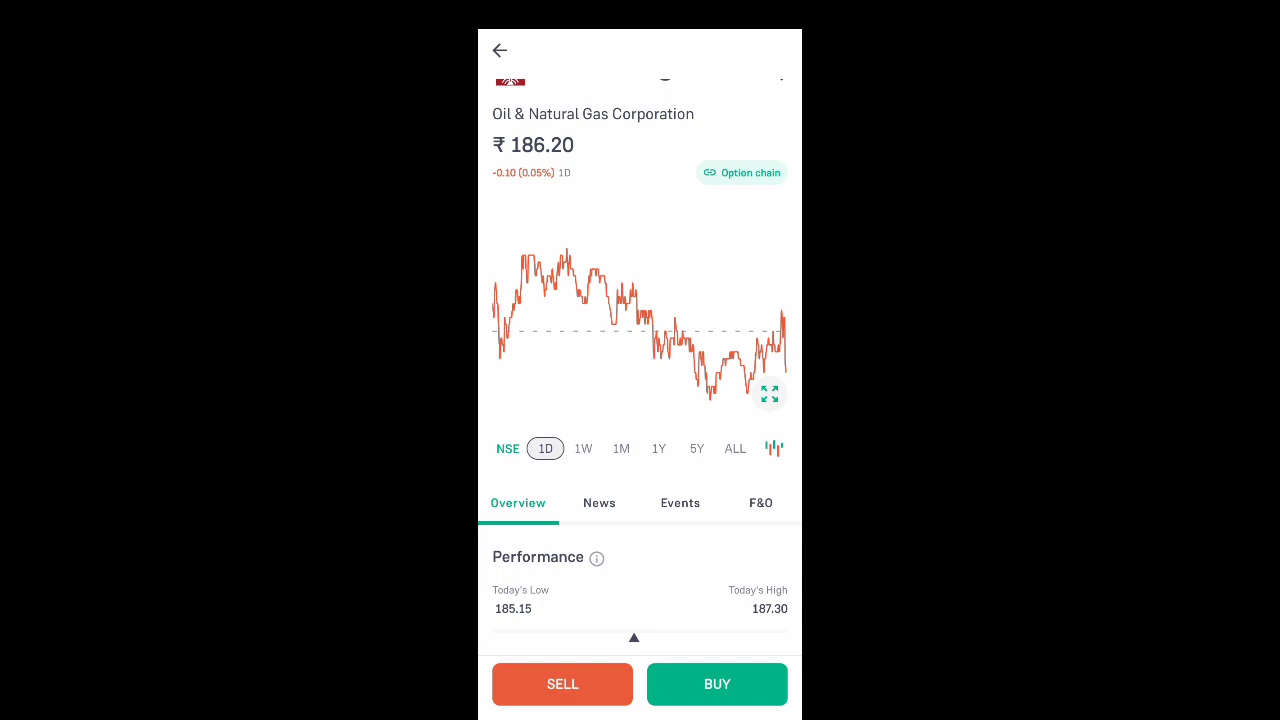 Oil & Natural Gas Corporation
₹ 186.20
-0.10 (0.05%) 1D
Option chain
NSE 1D 1W 1M 1Y 5Y ALL
Overview News Events F&O
Performance
Today's Low Today's High
185.15 187.30
SELL BUY